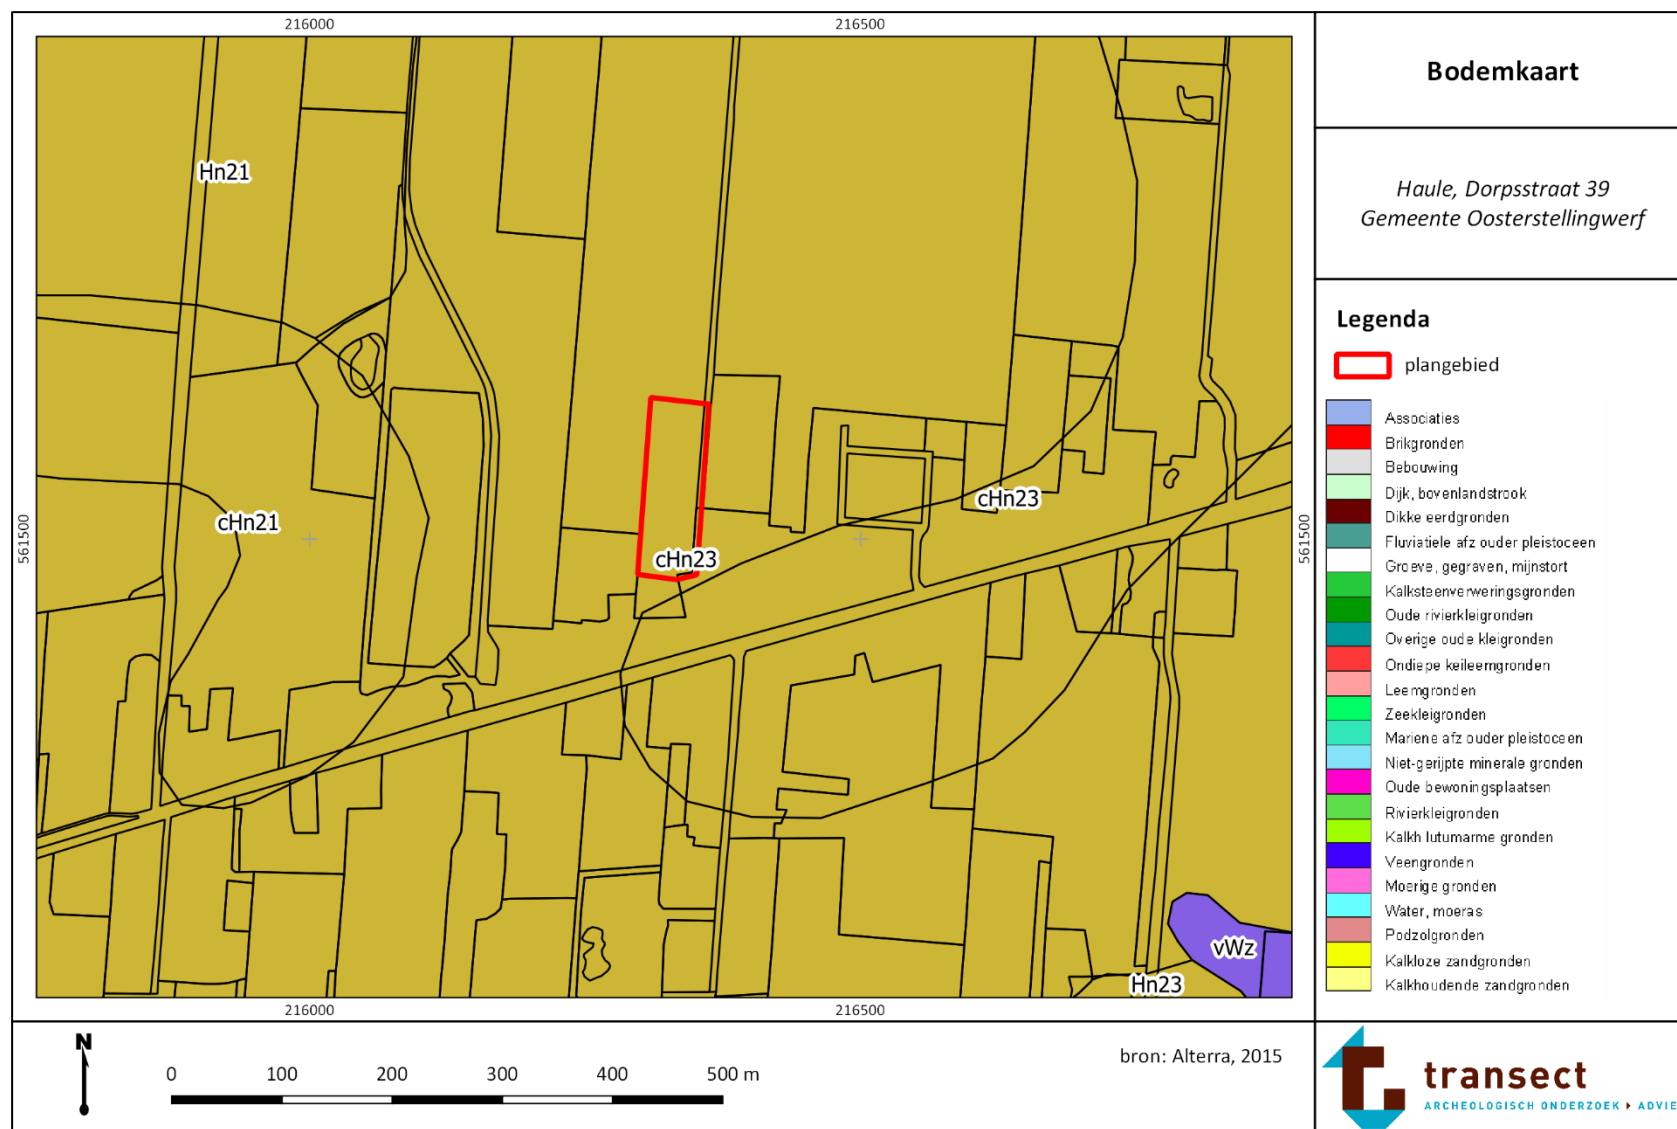 216000
216500
561500
561500
Hn21
cHn21
cHn23
cHn23
vWz
Hn23
216000
216500
N
0 100 200 300 400 500 m
bron: Alterra, 2015
Bodemkaart
Haule, Dorpsstraat 39
Gemeente Oosterstellingwerf
Legenda
plangebied
Associaties
Brikgronden
Bebouwing
Dijk, bovenlandstrook
Dikke eerdgronden
Fluviatiele afz ouder pleistoceen
Groeve, gegraven, mijnstort
Kalksteenverweringsgronden
Oude rivierkleigronden
Overige oude kleigronden
Ondiepe keileemgronden
Leemgronden
Zeekleigronden
Mariene afz ouder pleistoceen
Niet-gerijpte minerale gronden
Oude bewoningsplaatsen
Rivierkleigronden
Kalkh lutumarme gronden
Veengronden
Moerige gronden
Water, moeras
Podzolgronden
Kalkloze zandgronden
Kalkhoudende zandgronden
transect
ARCHEOLOGISCH ONDERZOEK ▸ ADVIE